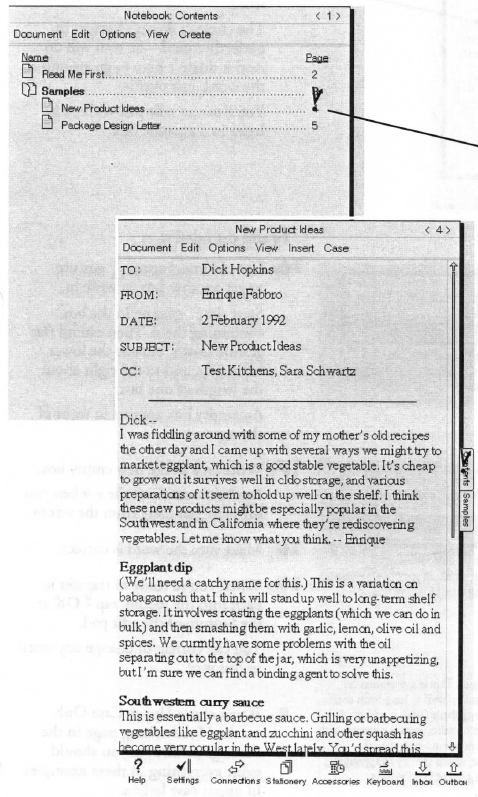 Notebook: Contents < 1 >
Document Edit Options View Create
Name Page
Read Me First 2
Samples
New Product Ideas
Package Design Letter 5
New Product Ideas < 4 >
Document Edit Options View Insert Case
TO: Dick Hopkins
FROM: Enrique Fabbro
DATE: 2 February 1992
SUBJECT: New Product Ideas
CC: Test Kitchens, Sara Schwartz
Dick --
I was fiddling around with some of my mother's old recipes
the other day and I came up with several ways we might try to
market eggplant, which is a good stable vegetable. It's cheap
to grow and it survives well in cldo storage, and various
preparations of it seem to hold up well on the shelf. I think
these new products might be especially popular in the
Southwest and in California where they're rediscovering
vegetables. Let me know what you think. -- Enrique
Eggplant dip
(We'll need a catchy name for this.) This is a variation on
babaganoush that I think will stand up well to long-term shelf
storage. It involves roasting the eggplants (which we can do in
bulk) and then smashing them with garlic, lemon, olive oil and
spices. We curntly have some problems with the oil
separating out to the top of the jar, which is very unappetizing,
but I'm sure we can find a binding agent to solve this.
Southwestern curry sauce
This is essentially a barbecue sauce. Grilling or barbecuing
vegetables like eggplant and zucchini and other squash has
become very popular in the West lately. You'd spread this
Samples
? Help Settings Connections Stationery Accessories Keyboard Inbox Outbox